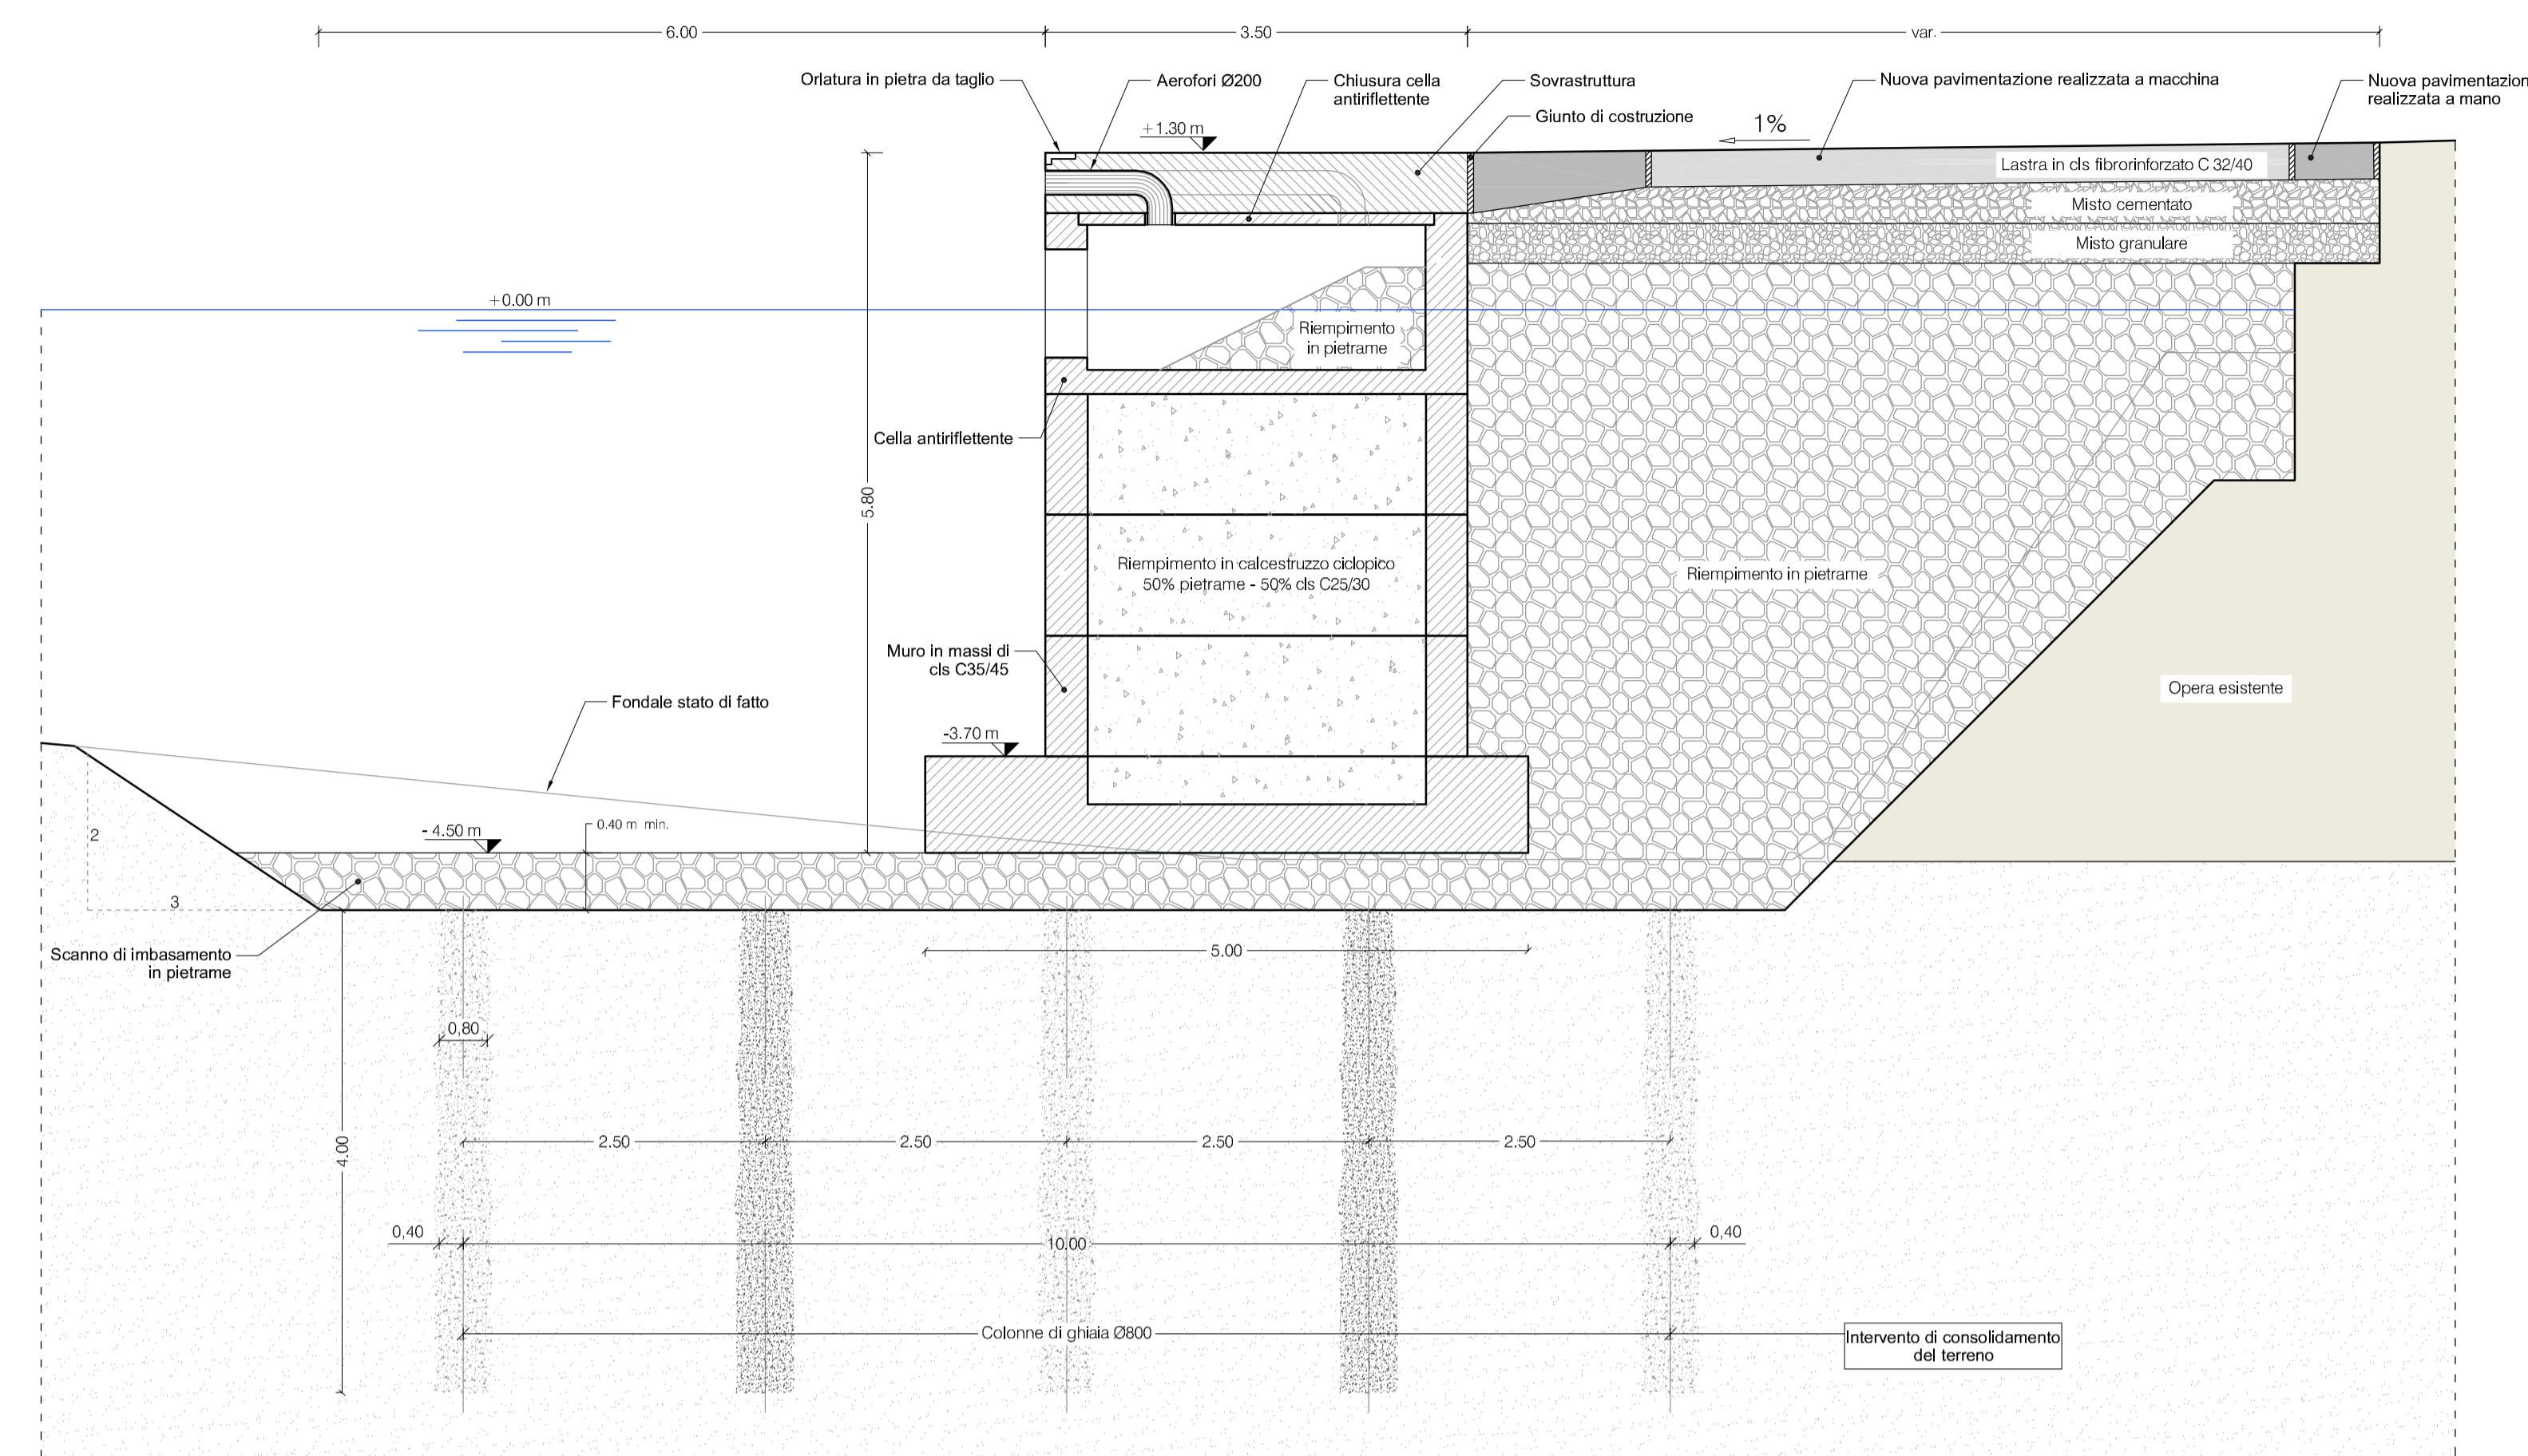 6.00
3.50
var.
Orlatura in pietra da taglio
Aerofori Ø200
Chiusura cella
antiriflettente
Sovrastruttura
Giunto di costruzione
Nuova pavimentazione realizzata a macchina
Nuova pavimentazion
realizzata a mano
+1.30 m
1%
Lastra in cls fibrorinforzato C 32/40
Misto cementato
Misto granulare
+0.00 m
Riempimento
in pietrame
Cella antiriflettente
5.80
Riempimento in calcestruzzo ciclopico
50% pietrame - 50% cls C25/30
Riempimento in pietrame
Muro in massi di
cls C35/45
Opera esistente
Fondale stato di fatto
-3.70 m
2
- 4.50 m
0.40 m min.
3
Scanno di imbasamento
in pietrame
5.00
0,80
4.00
2.50
2.50
2.50
2.50
0,40
10.00
0,40
Colonne di ghiaia Ø800
Intervento di consolidamento
del terreno